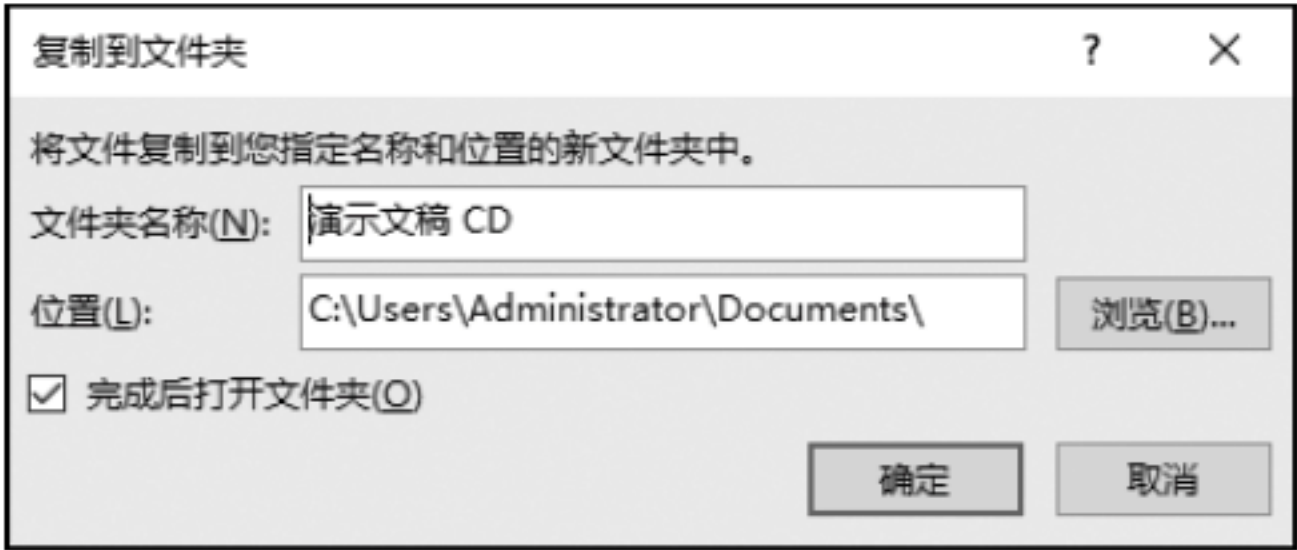 复制到文件夹 ?
将文件复制到您指定名称和位置的新文件夹中。
文件夹名称(N): 演示文稿 CD
位置(L): C:\Users\Administrator\Documents\ 浏览(B)...
完成后打开文件夹(O)
确定 取消